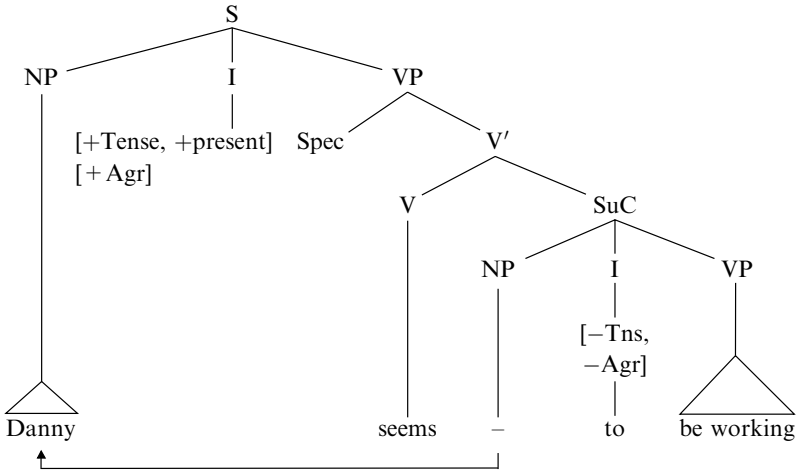 S
NP I VP
[+Tense, +present] Spec V′
[+Agr]
V SuC
NP I VP
[−Tns,
−Agr]
Danny seems – to be working